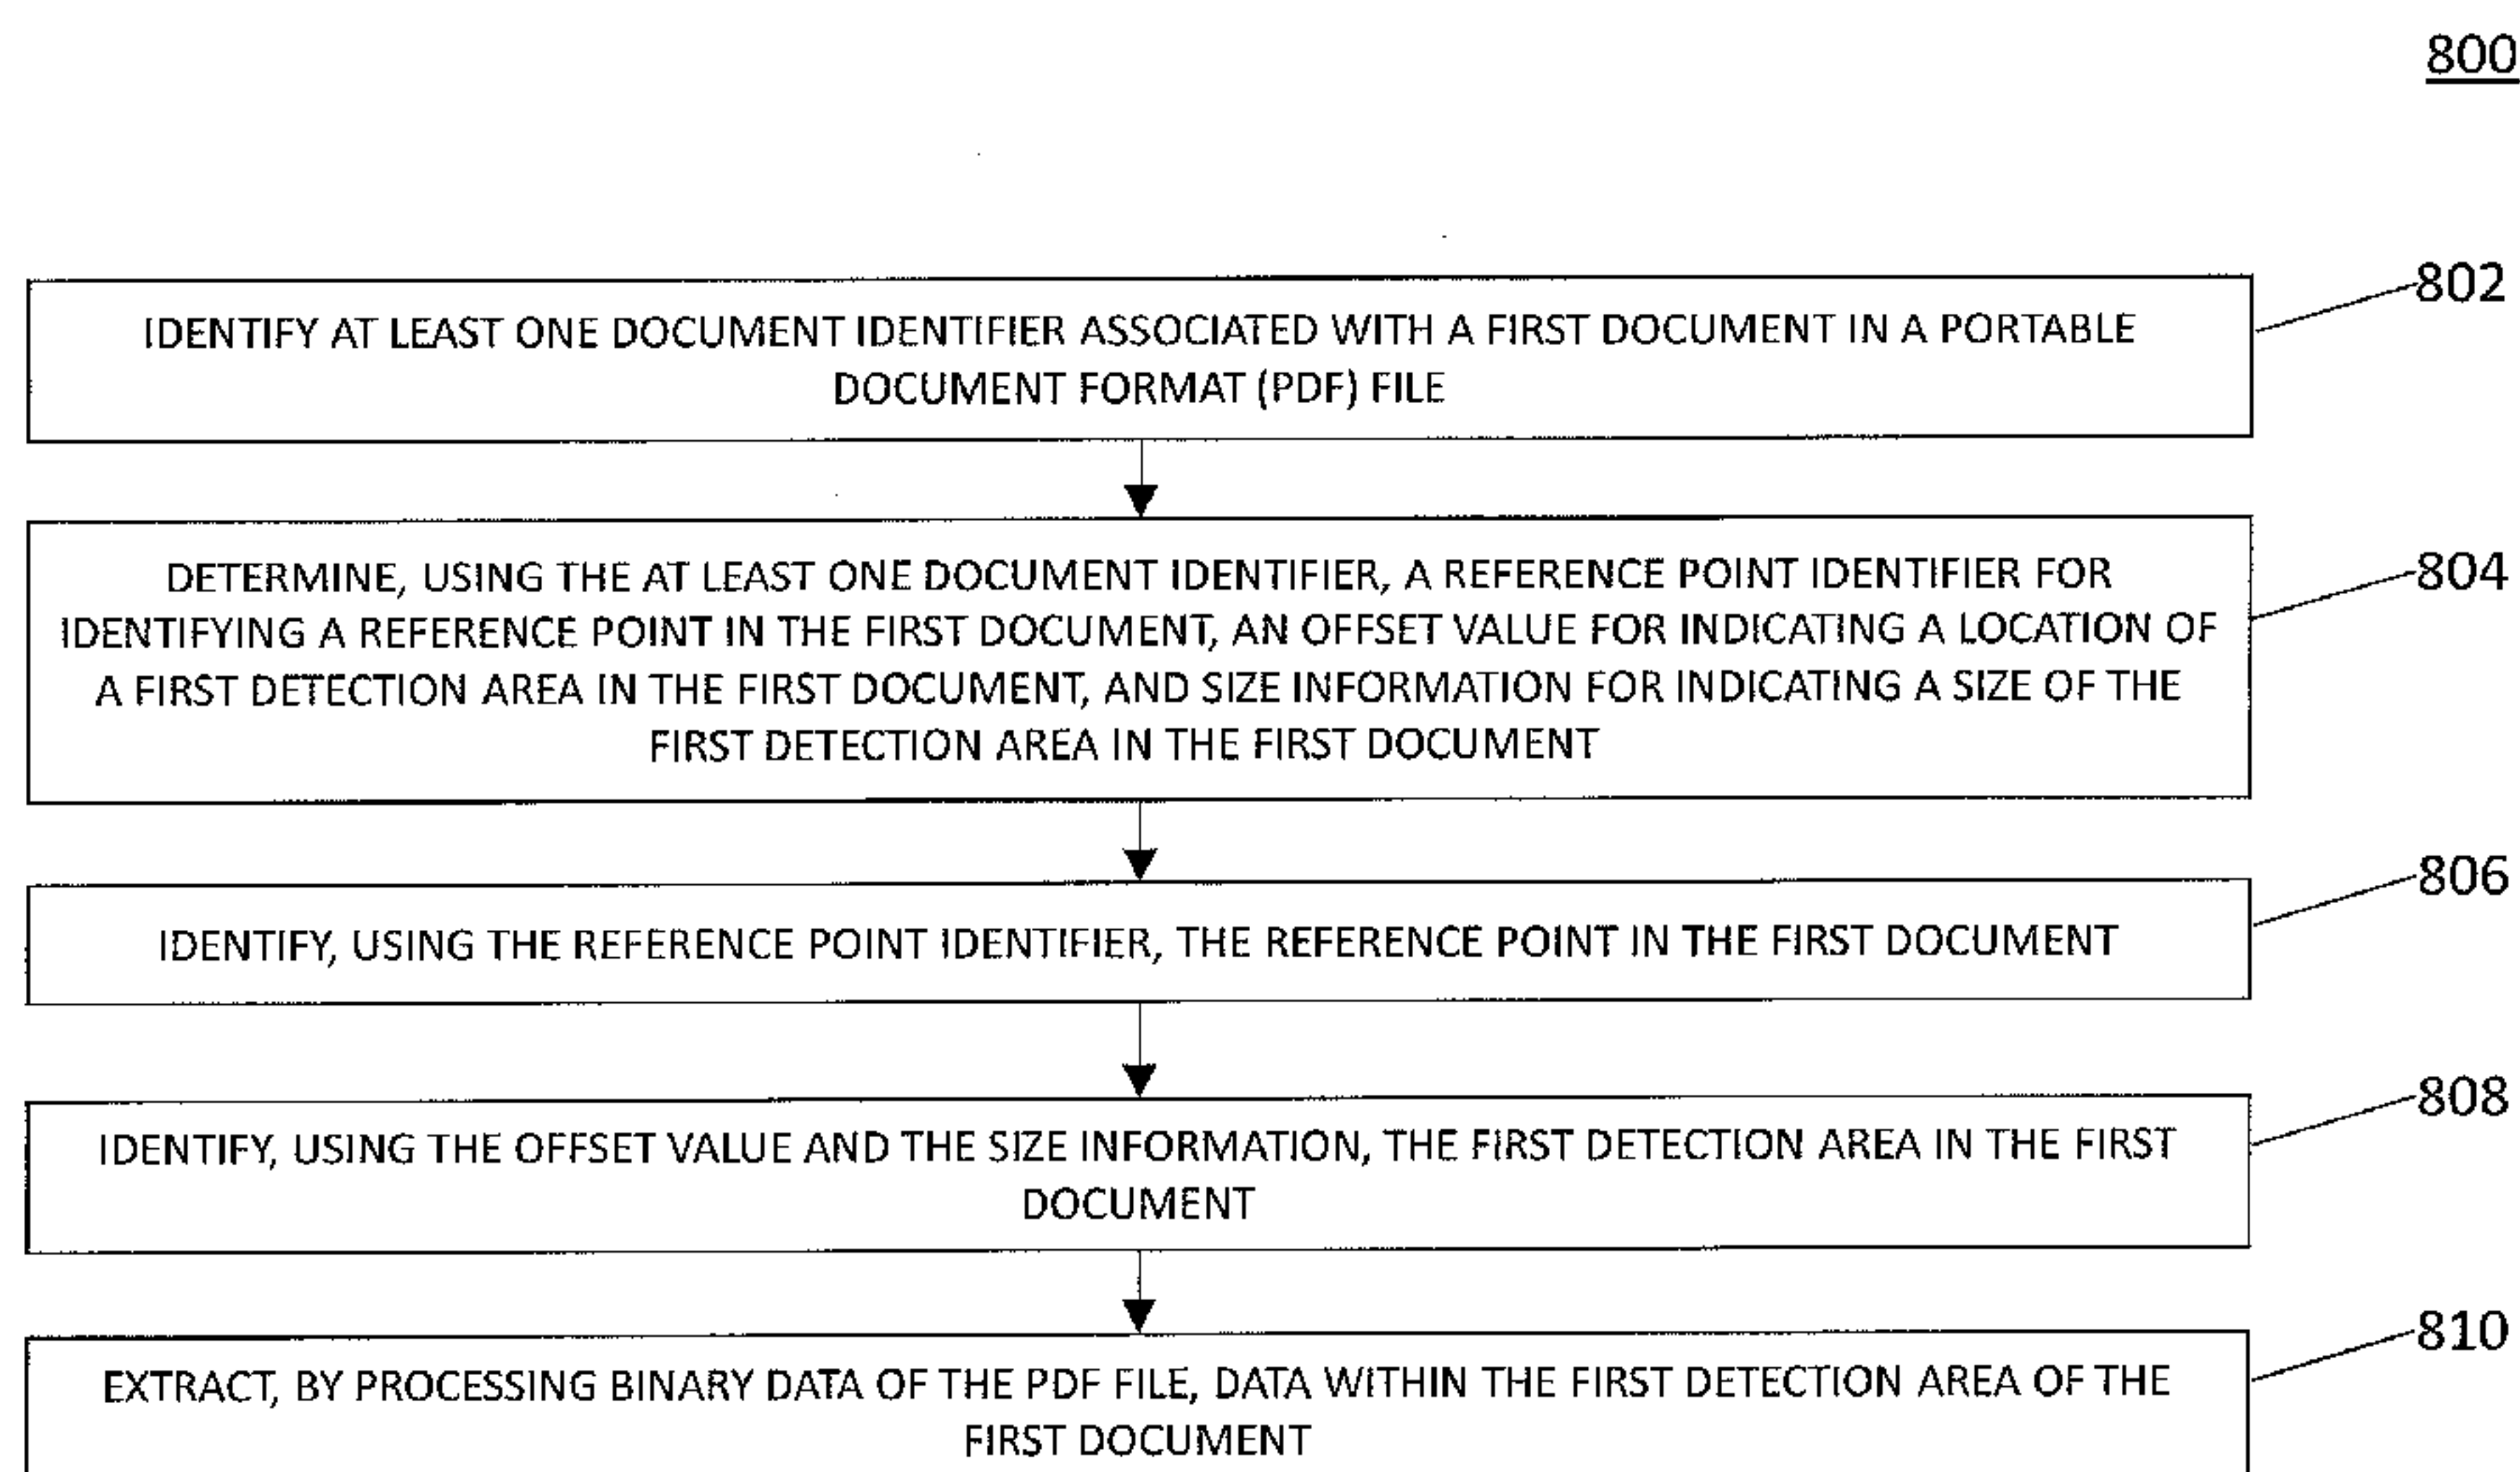 800
802
IDENTIFY AT LEAST ONE DOCUMENT IDENTIFIER ASSOCIATED WITH A FIRST DOCUMENT IN A PORTABLE
DOCUMENT FORMAT (PDF) FILE
804
DETERMINE, USING THE AT LEAST ONE DOCUMENT IDENTIFIER, A REFERENCE POINT IDENTIFIER FOR
IDENTIFYING A REFERENCE POINT IN THE FIRST DOCUMENT, AN OFFSET VALUE FOR INDICATING A LOCATION OF
A FIRST DETECTION AREA IN THE FIRST DOCUMENT, AND SIZE INFORMATION FOR INDICATING A SIZE OF THE
FIRST DETECTION AREA IN THE FIRST DOCUMENT
806
IDENTIFY, USING THE REFERENCE POINT IDENTIFIER, THE REFERENCE POINT IN THE FIRST DOCUMENT
808
IDENTIFY, USING THE OFFSET VALUE AND THE SIZE INFORMATION, THE FIRST DETECTION AREA IN THE FIRST
DOCUMENT
810
EXTRACT, BY PROCESSING BINARY DATA OF THE PDF FILE, DATA WITHIN THE FIRST DETECTION AREA OF THE
FIRST DOCUMENT